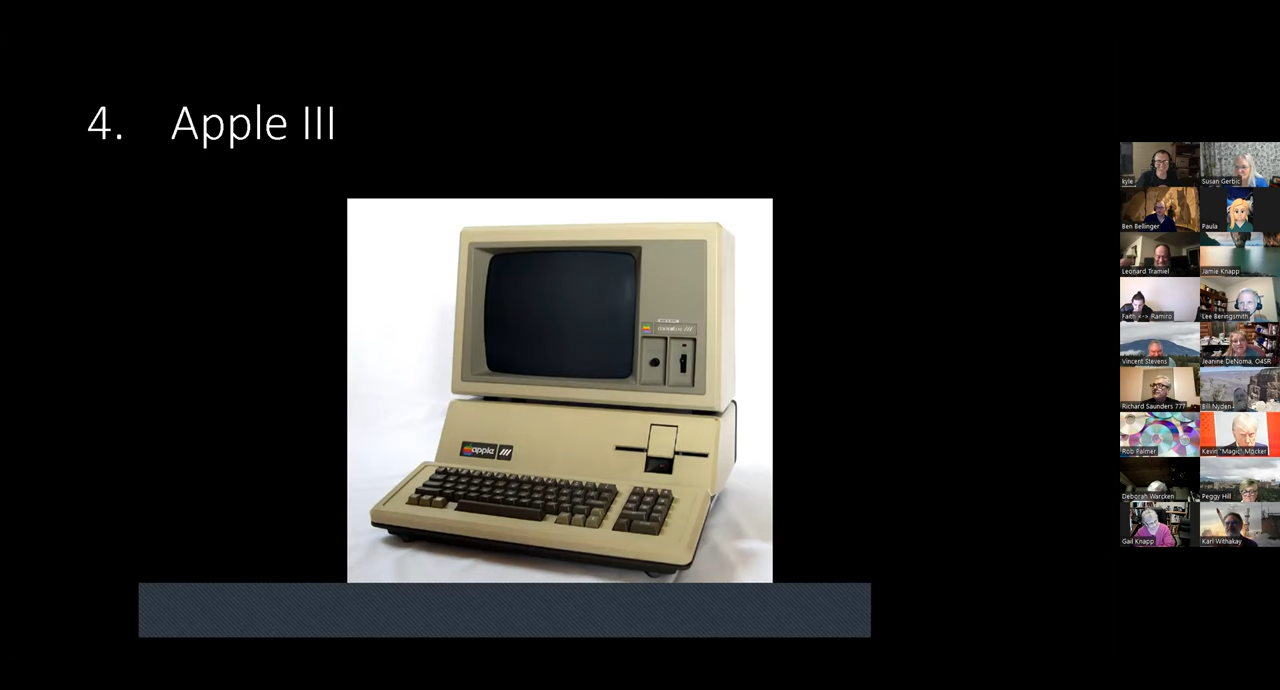 4. Apple III
monitor ///
apple ///
kyle
Susan Gerbic
Ben Bellinger
Paula
Leonard Tramiel
Jamie Knapp
Faith <-> Ramiro
Lee Beringsmith
Vincent Stevens
Jeanine DeNoma, O4SR
Richard Saunders 777
Bill Nyden
Rob Palmer
Kevin "Magic" Mocker
Deborah Warcken
Peggy Hill
Gail Knapp
Karl Withakay